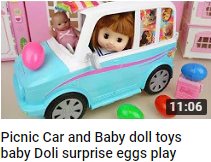 11:06
Picnic Car and Baby doll toys
baby Doli surprise eggs play